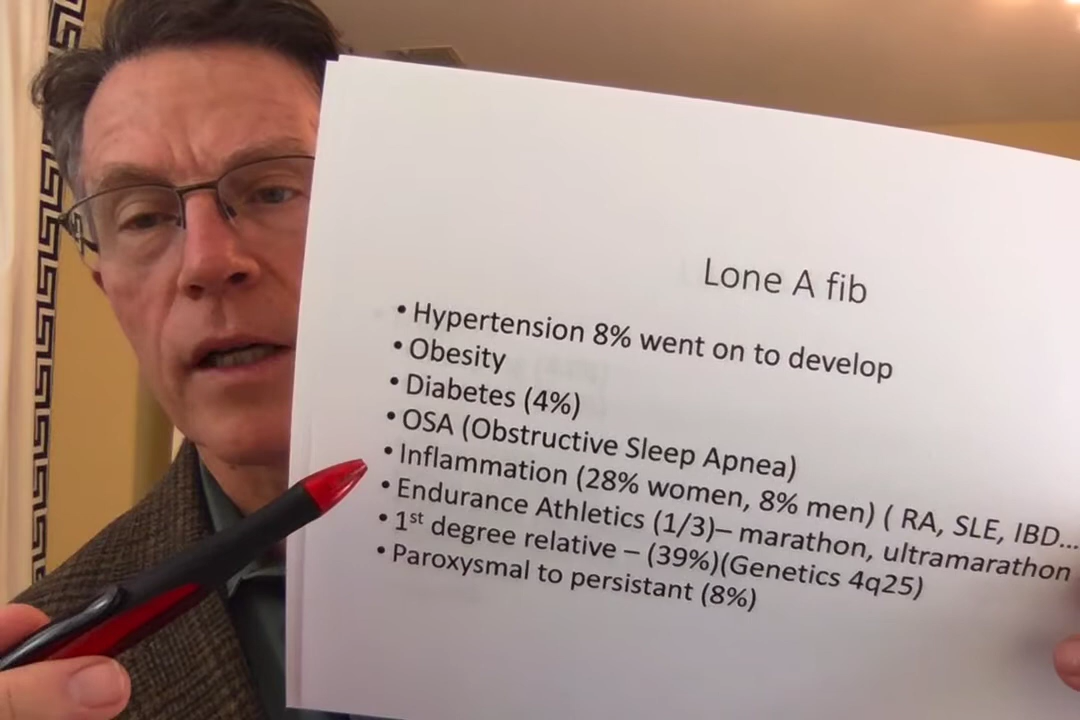 Lone A fib
• Hypertension 8% went on to develop
• Obesity
• Diabetes (4%)
• OSA (Obstructive Sleep Apnea)
• Inflammation (28% women, 8% men) ( RA, SLE, IBD...
• Endurance Athletics (1/3)– marathon, ultramarathon
• 1st degree relative – (39%)(Genetics 4q25)
• Paroxysmal to persistant (8%)